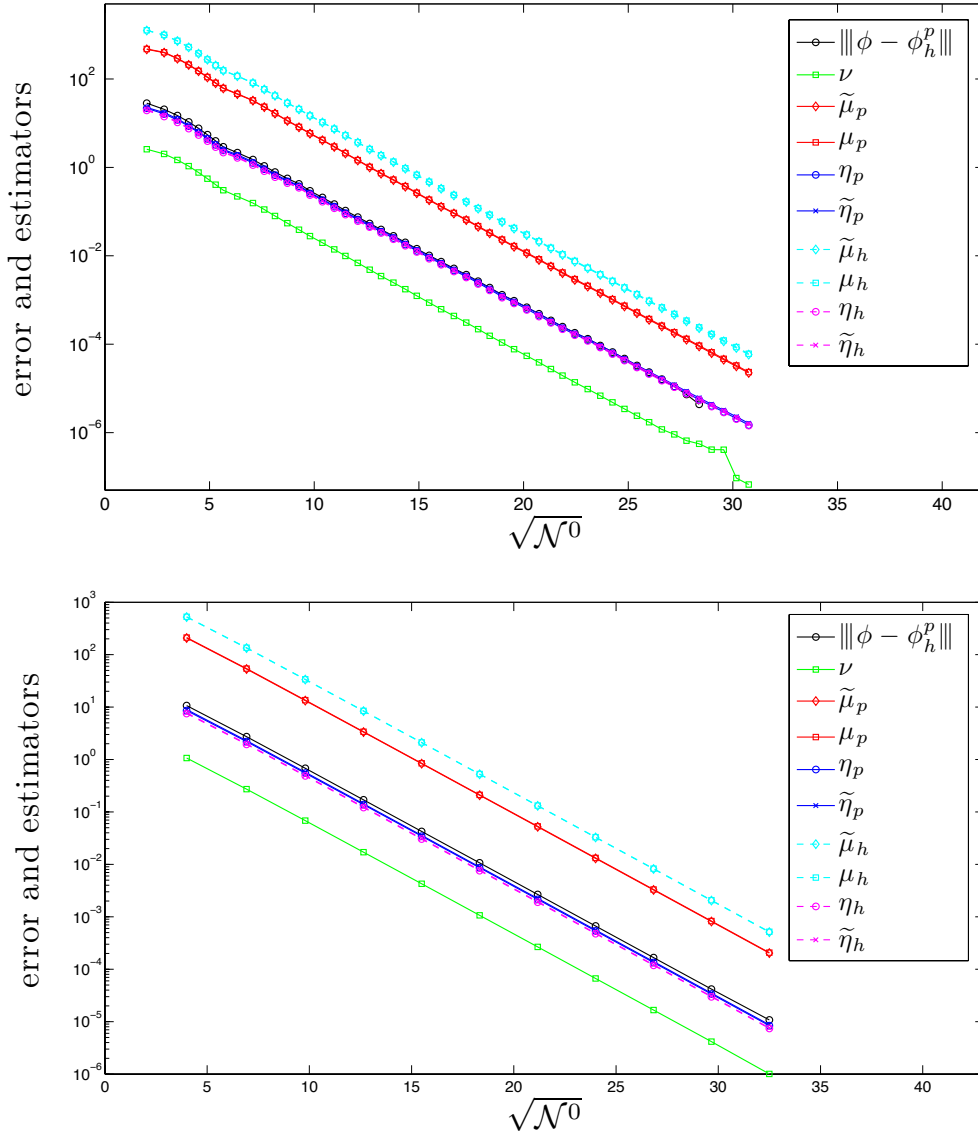 error and estimators
10^2
10^0
10^{-2}
10^{-4}
10^{-6}
0 5 10 15 20 25 30 35 40
√𝒩^0
|||ϕ − ϕ_h^p|||
ν
μ̃_p
μ_p
η_p
η̃_p
μ̃_h
μ_h
η_h
η̃_h
error and estimators
10^3
10^2
10^1
10^0
10^{-1}
10^{-2}
10^{-3}
10^{-4}
10^{-5}
10^{-6}
0 5 10 15 20 25 30 35 40
√𝒩^0
|||ϕ − ϕ_h^p|||
ν
μ̃_p
μ_p
η_p
η̃_p
μ̃_h
μ_h
η_h
η̃_h